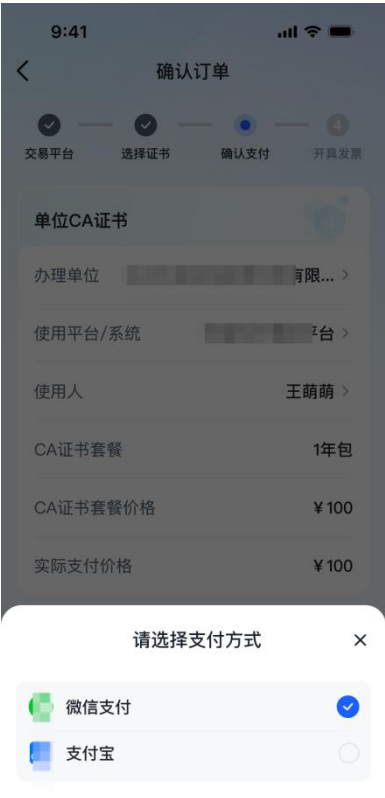 9:41
确认订单
4
交易平台 选择证书 确认支付 开具发票
单位CA证书
办理单位 有限...
使用平台/系统 平台
使用人 王萌萌
CA证书套餐 1年包
CA证书套餐价格 ¥100
实际支付价格 ¥100
请选择支付方式
微信支付
支付宝